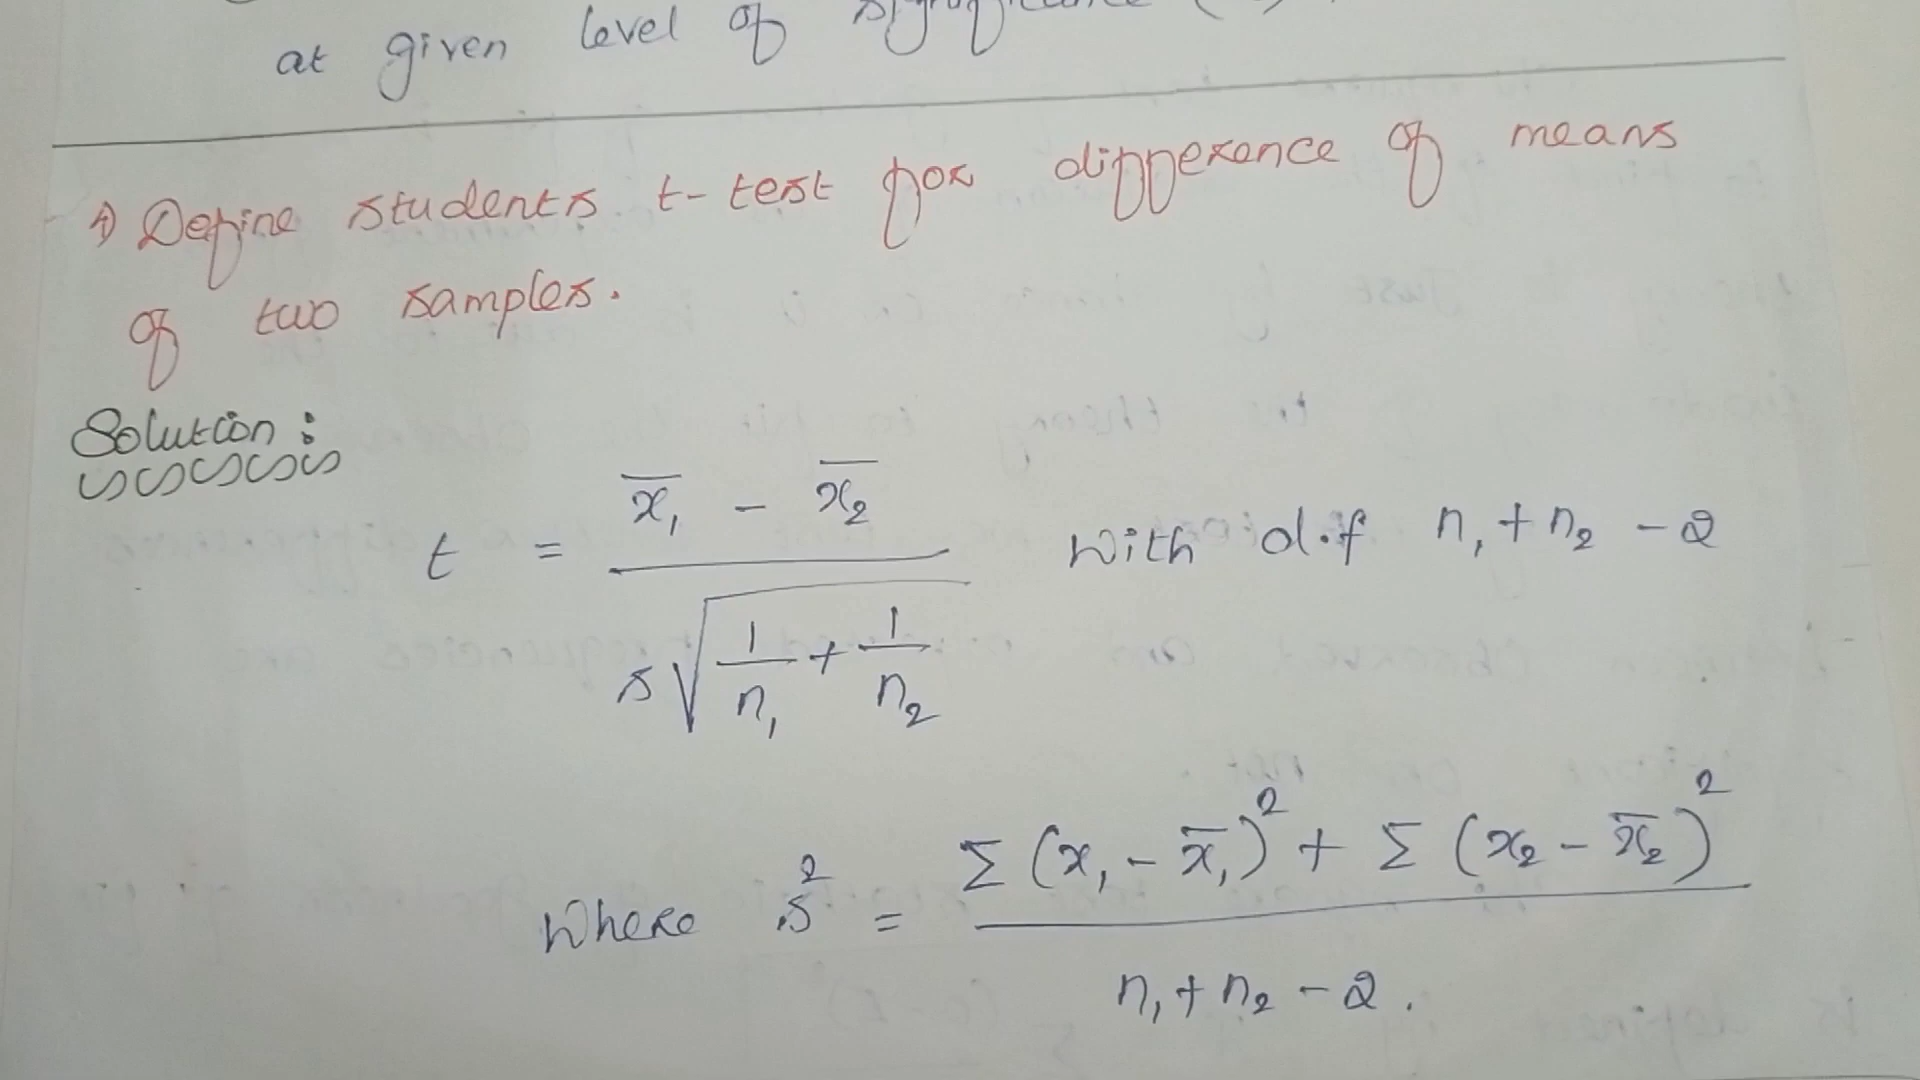 at given level of significance
4) Define students t-test for difference of means
of two samples.
Solution:
t = (x̄₁ - x̄₂) / (s√(1/n₁ + 1/n₂)) with d.f n₁ + n₂ - 2
where s² = (Σ(x₁ - x̄₁)² + Σ(x₂ - x̄₂)²) / (n₁ + n₂ - 2).